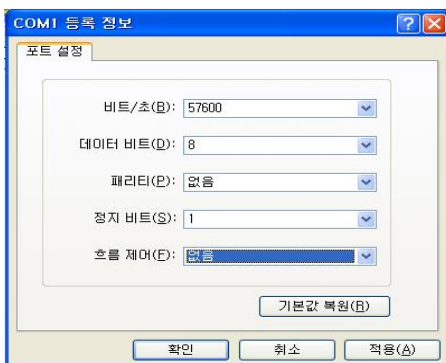 COM1 등록 정보
포트 설정
비트/초(B): 57600
데이터 비트(D): 8
패리티(P): 없음
정지 비트(S): 1
흐름 제어(F): 없음
기본값 복원(R)
확인 취소 적용(A)